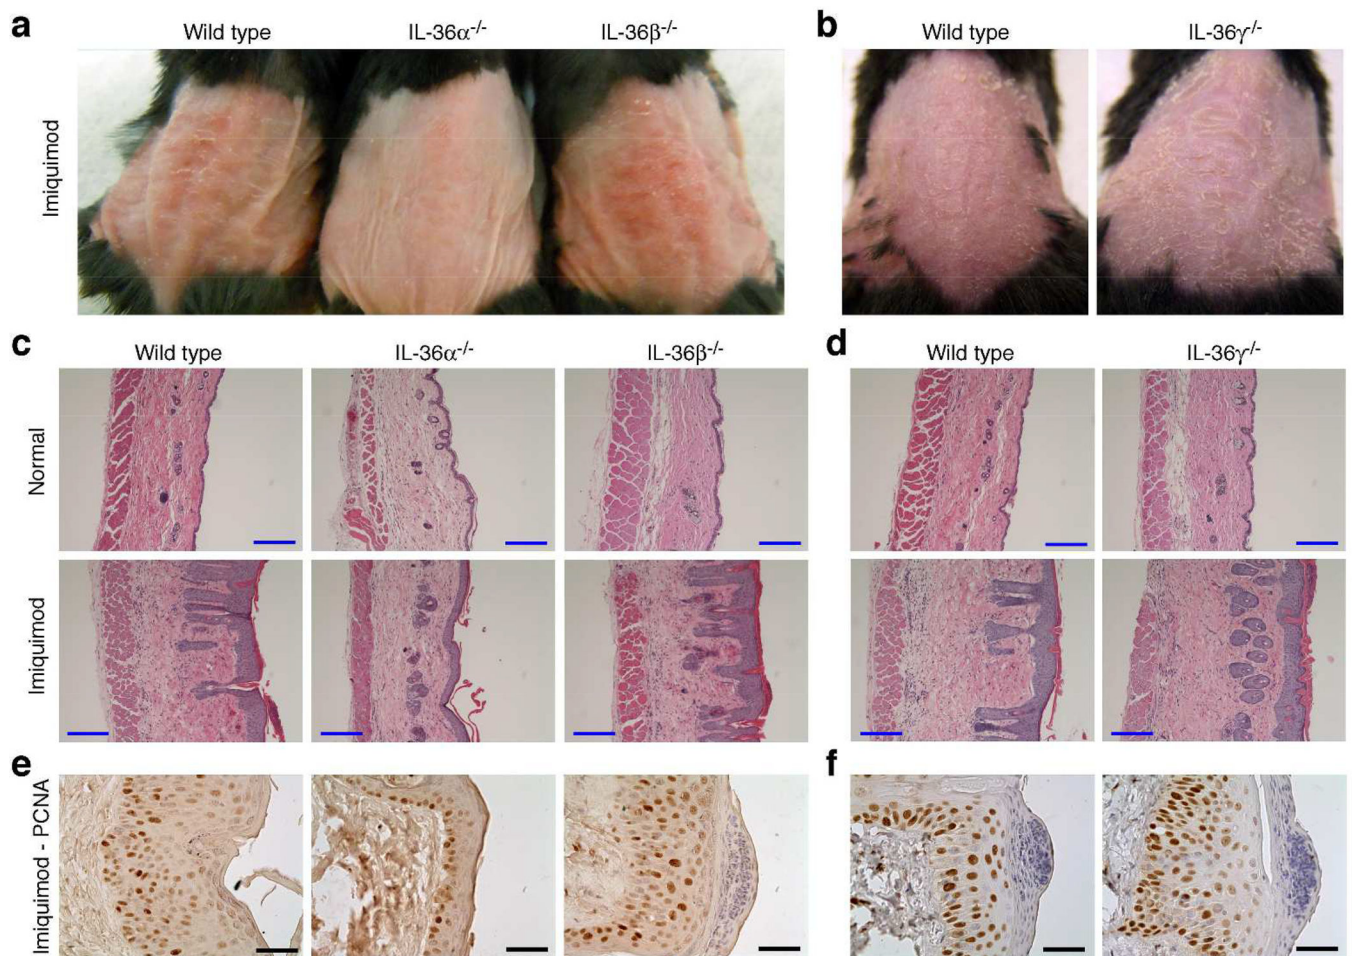 a
Wild type IL-36α-/- IL-36β-/-
Imiquimod
b
Wild type IL-36γ-/-
c
Wild type IL-36α-/- IL-36β-/-
Normal
Imiquimod
d
Wild type IL-36γ-/-
e
Imiquimod - PCNA
f